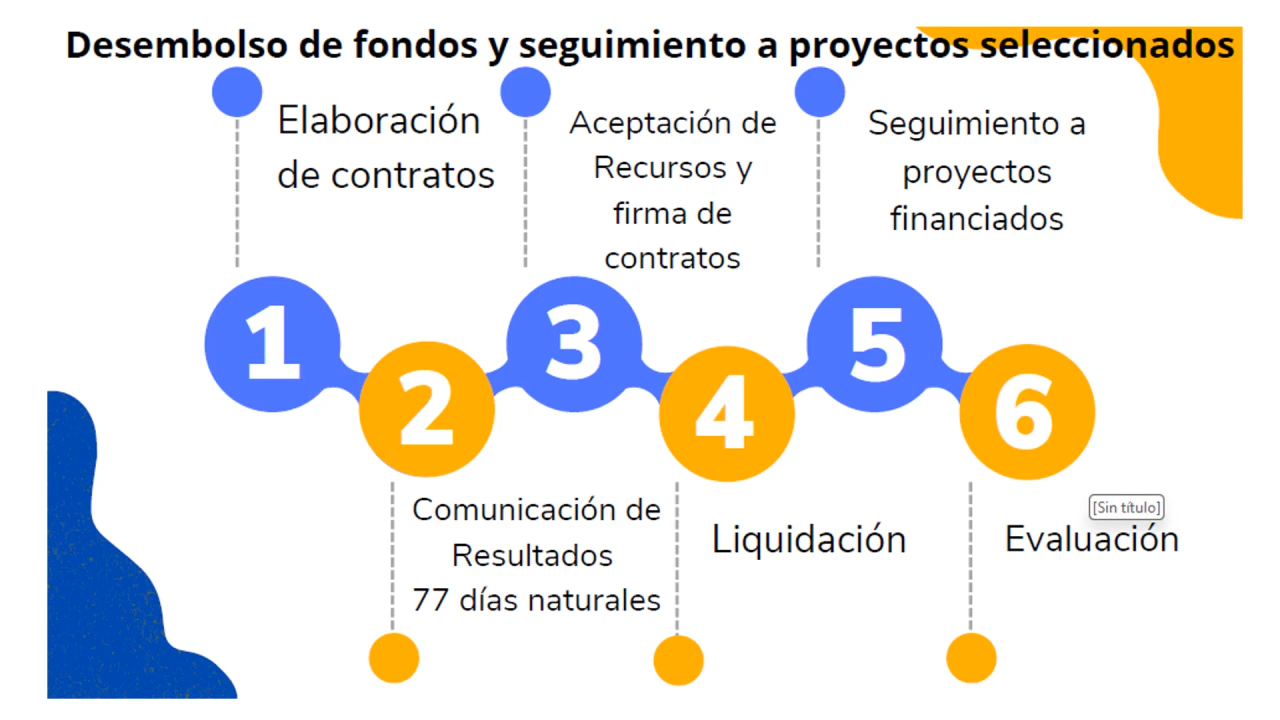 Desembolso de fondos y seguimiento a proyectos seleccionados
Elaboración
de contratos
Aceptación de
Recursos y
firma de
contratos
Seguimiento a
proyectos
financiados
1
2
3
4
5
6
Comunicación de
Resultados
77 días naturales
Liquidación
[Sin título]
Evaluación